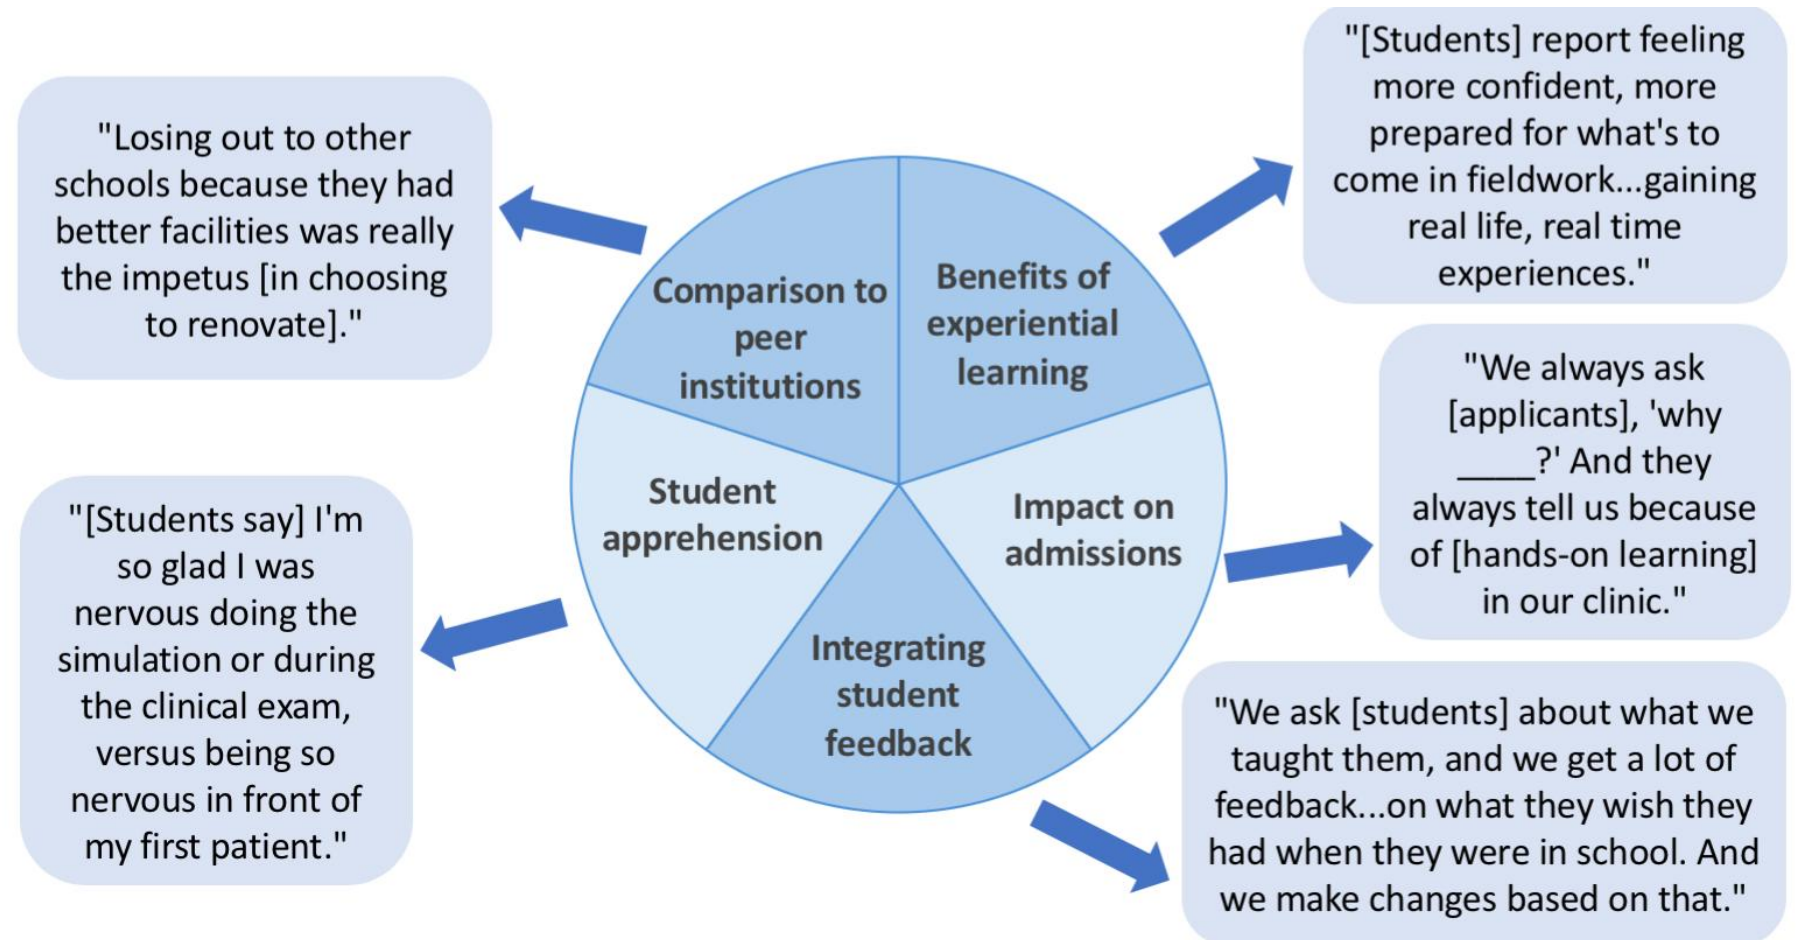 "Losing out to other
schools because they had
better facilities was really
the impetus [in choosing
to renovate]."
"[Students] report feeling
more confident, more
prepared for what's to
come in fieldwork...gaining
real life, real time
experiences."
Comparison to
peer
institutions
Benefits of
experiential
learning
"We always ask
[applicants], 'why
____?' And they
always tell us because
of [hands-on learning]
in our clinic."
Student
apprehension
Impact on
admissions
"[Students say] I'm
so glad I was
nervous doing the
simulation or during
the clinical exam,
versus being so
nervous in front of
my first patient."
Integrating
student
feedback
"We ask [students] about what we
taught them, and we get a lot of
feedback...on what they wish they
had when they were in school. And
we make changes based on that."